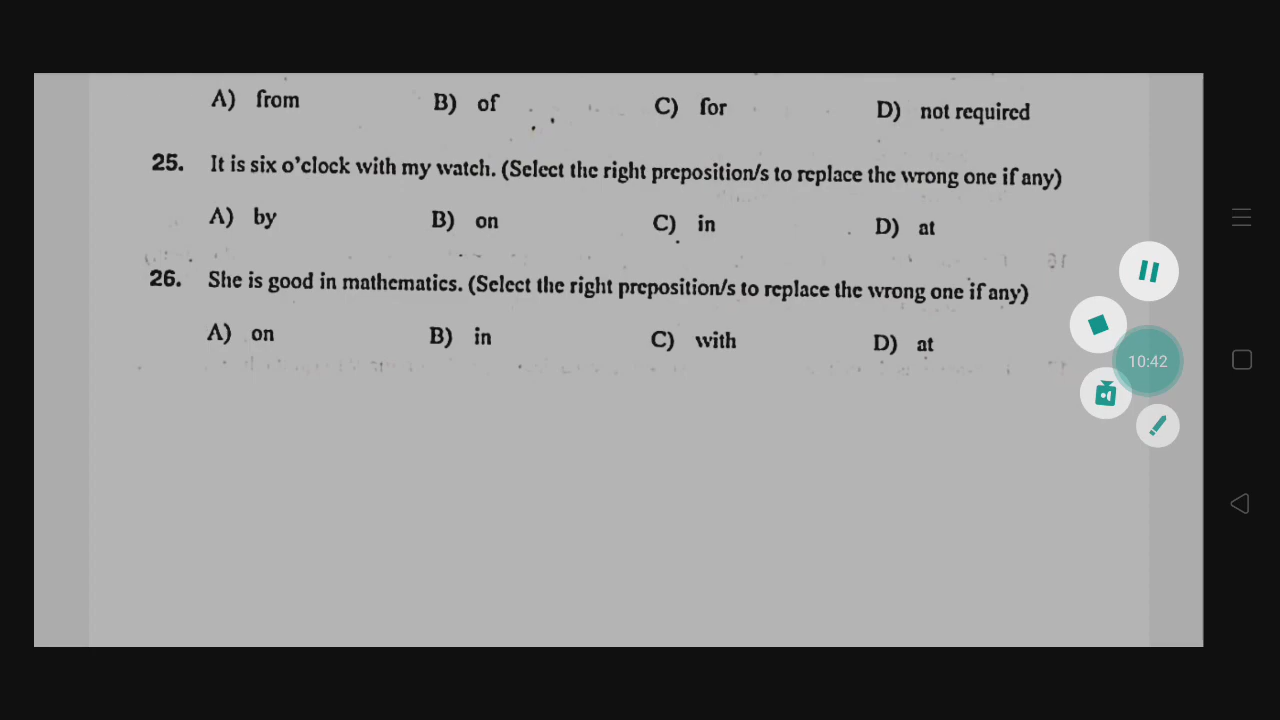 A) from B) of C) for D) not required
25. It is six o'clock with my watch. (Select the right preposition/s to replace the wrong one if any)
A) by B) on C) in D) at
26. She is good in mathematics. (Select the right preposition/s to replace the wrong one if any)
A) on B) in C) with D) at
10:42